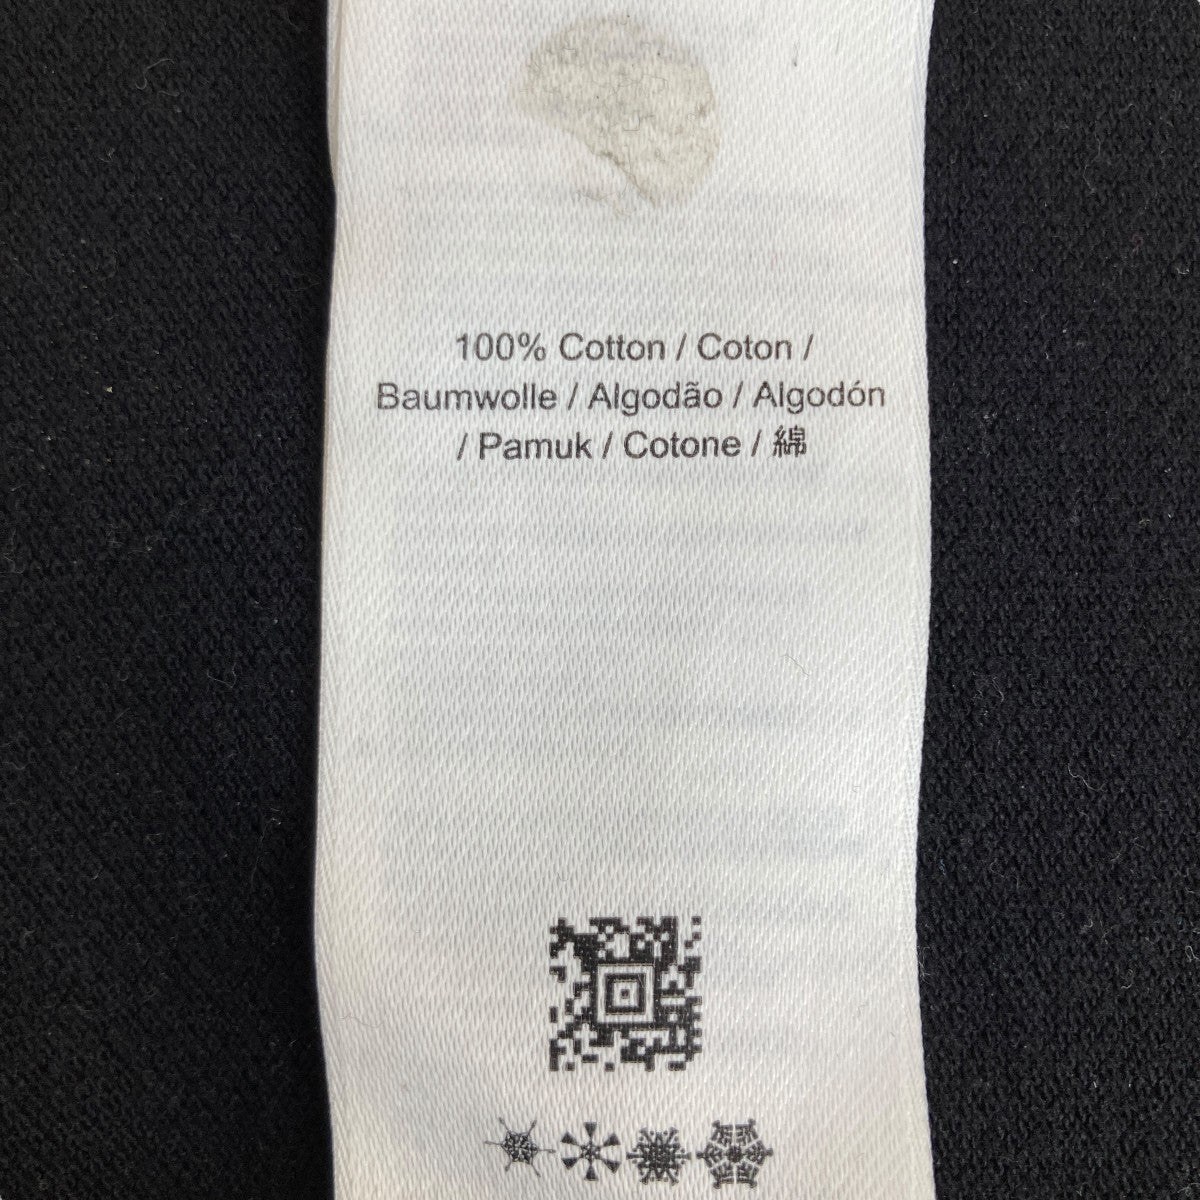 100% Cotton / Coton /
Baumwolle / Algodão / Algodón
/ Pamuk / Cotone / 綿